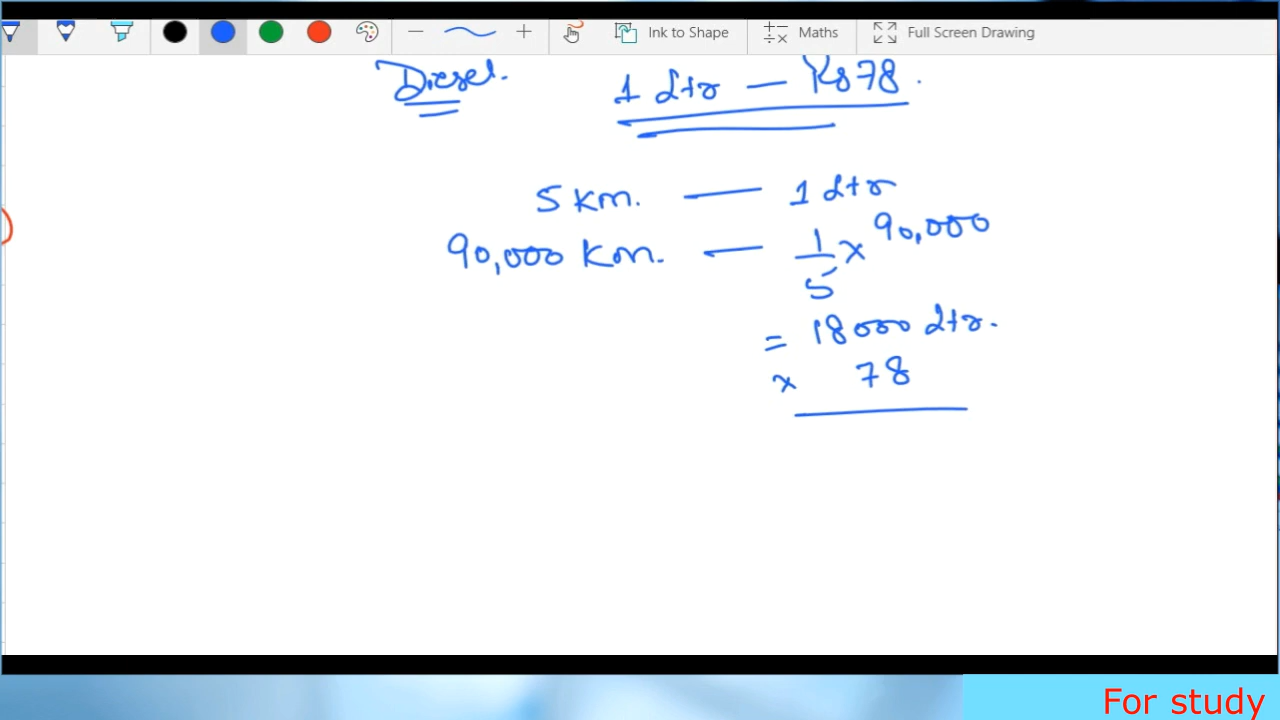 Ink to Shape Maths Full Screen Drawing
Diesel. 1 Ltr — Rs 78.
5 Km. — 1 Ltr
90,000 Km. — 1/5 x 90,000
= 18000 Ltr.
x 78
For study